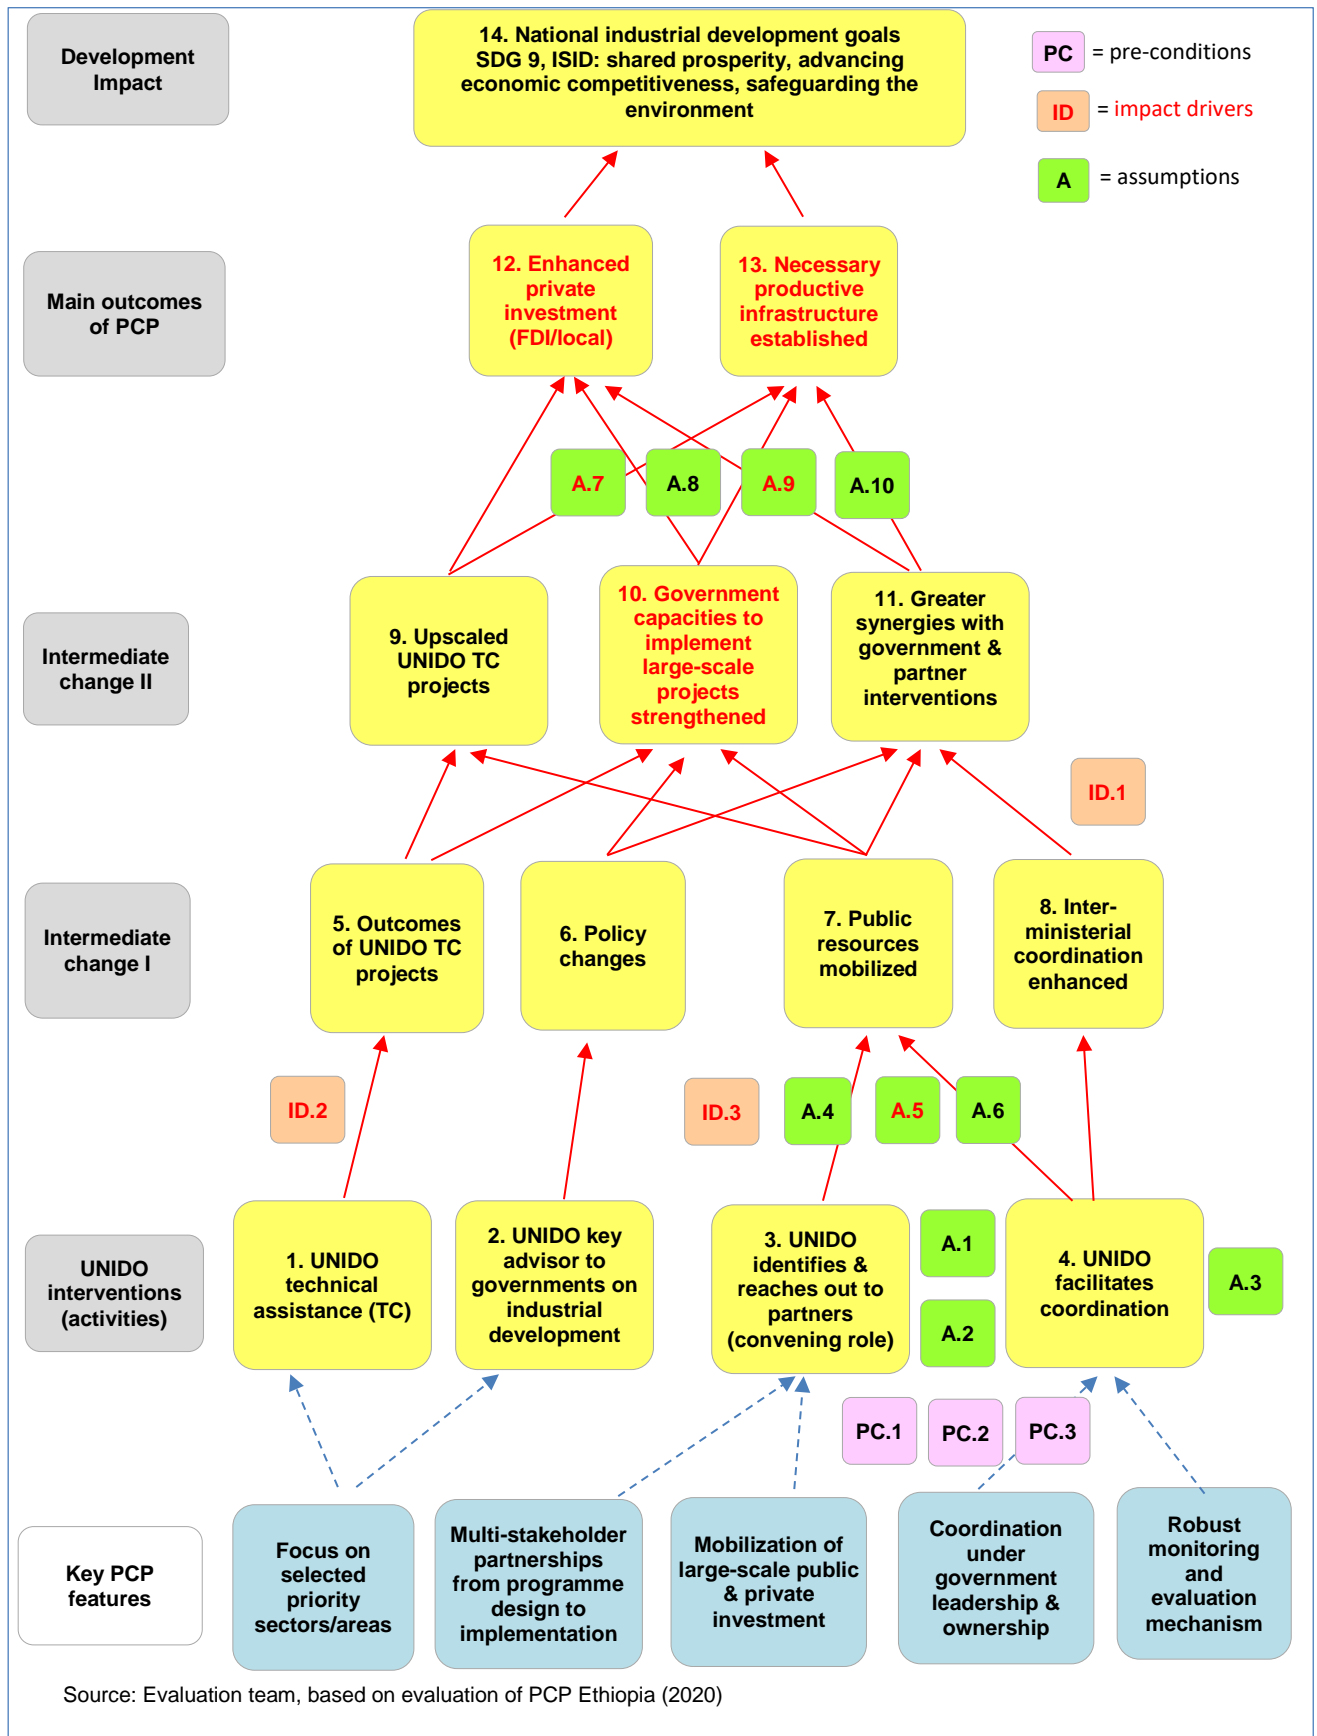 Development
Impact
14. National industrial development goals
SDG 9, ISID: shared prosperity, advancing
economic competitiveness, safeguarding the
environment
PC = pre-conditions
ID = impact drivers
A = assumptions
Main outcomes
of PCP
12. Enhanced
private
investment
(FDI/local)
13. Necessary
productive
infrastructure
established
A.7
A.8
A.9
A.10
Intermediate
change II
9. Upscaled
UNIDO TC
projects
10. Government
capacities to
implement
large-scale
projects
strengthened
11. Greater
synergies with
government &
partner
interventions
ID.1
Intermediate
change I
5. Outcomes
of UNIDO TC
projects
6. Policy
changes
7. Public
resources
mobilized
8. Inter-
ministerial
coordination
enhanced
ID.2
ID.3
A.4
A.5
A.6
UNIDO
interventions
(activities)
1. UNIDO
technical
assistance (TC)
2. UNIDO key
advisor to
governments on
industrial
development
3. UNIDO
identifies &
reaches out to
partners
(convening role)
A.1
A.2
4. UNIDO
facilitates
coordination
A.3
PC.1
PC.2
PC.3
Key PCP
features
Focus on
selected
priority
sectors/areas
Multi-stakeholder
partnerships
from programme
design to
implementation
Mobilization of
large-scale public
& private
investment
Coordination
under
government
leadership &
ownership
Robust
monitoring
and
evaluation
mechanism
Source: Evaluation team, based on evaluation of PCP Ethiopia (2020)